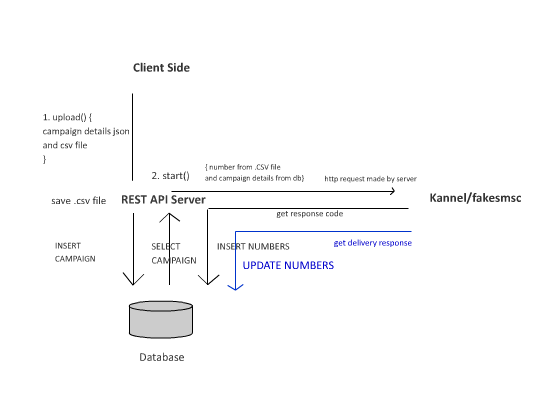 Client Side
1. upload() {
campaign details json
and csv file
}
2. start()
{ number from .CSV file
and campaign details from db}
http request made by server
save .csv file
REST API Server
Kannel/fakesmsc
get response code
INSERT
CAMPAIGN
SELECT
CAMPAIGN
INSERT NUMBERS
get delivery response
UPDATE NUMBERS
Database